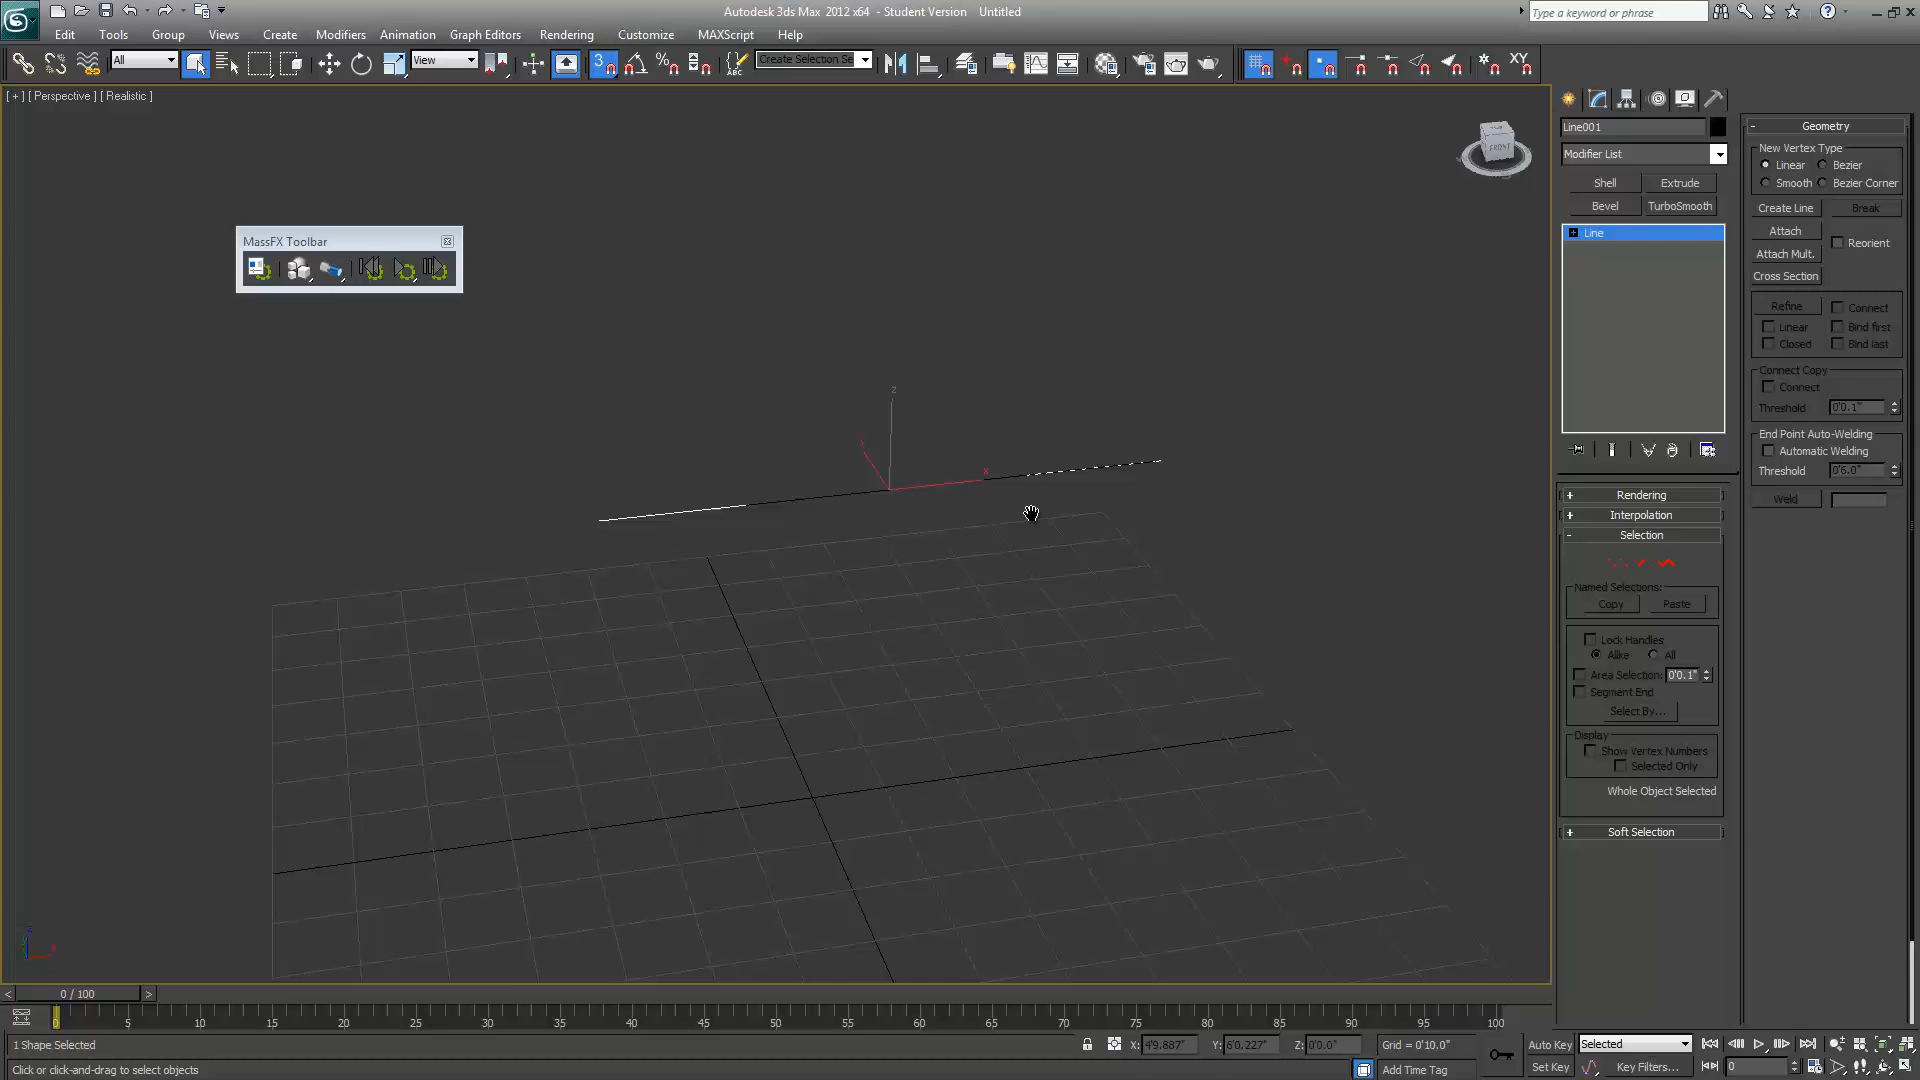 Autodesk 3ds Max 2012 x64 - Student Version Untitled
Type a keyword or phrase
Edit Tools Group Views Create Modifiers Animation Graph Editors Rendering Customize MAXScript Help
All View Create Selection Se XY
[ + ] [ Perspective ] [ Realistic ]
MassFX Toolbar
FRONT
z
x
Line001
Modifier List
Shell Extrude
Bevel TurboSmooth
Line
Rendering
Interpolation
Selection
Named Selections:
Copy Paste
Lock Handles
Alike All
Area Selection: 0'0.1"
Segment End
Select By...
Display
Show Vertex Numbers
Selected Only
Whole Object Selected
Soft Selection
Geometry
New Vertex Type
Linear Bezier
Smooth Bezier Corner
Create Line Break
Attach
Reorient
Attach Mult.
Cross Section
Refine Connect
Linear Bind first
Closed Bind last
Connect Copy
Connect
Threshold 0'0.1"
End Point Auto-Welding
Automatic Welding
Threshold 0'6.0"
Weld
0 / 100
0 5 10 15 20 25 30 35 40 45 50 55 60 65 70 75 80 85 90 95 100
1 Shape Selected X: 4'9.887" Y: 6'0.227" Z: 0'0.0" Grid = 0'10.0" Auto Key Selected
Click or click-and-drag to select objects Add Time Tag Set Key Key Filters... 0